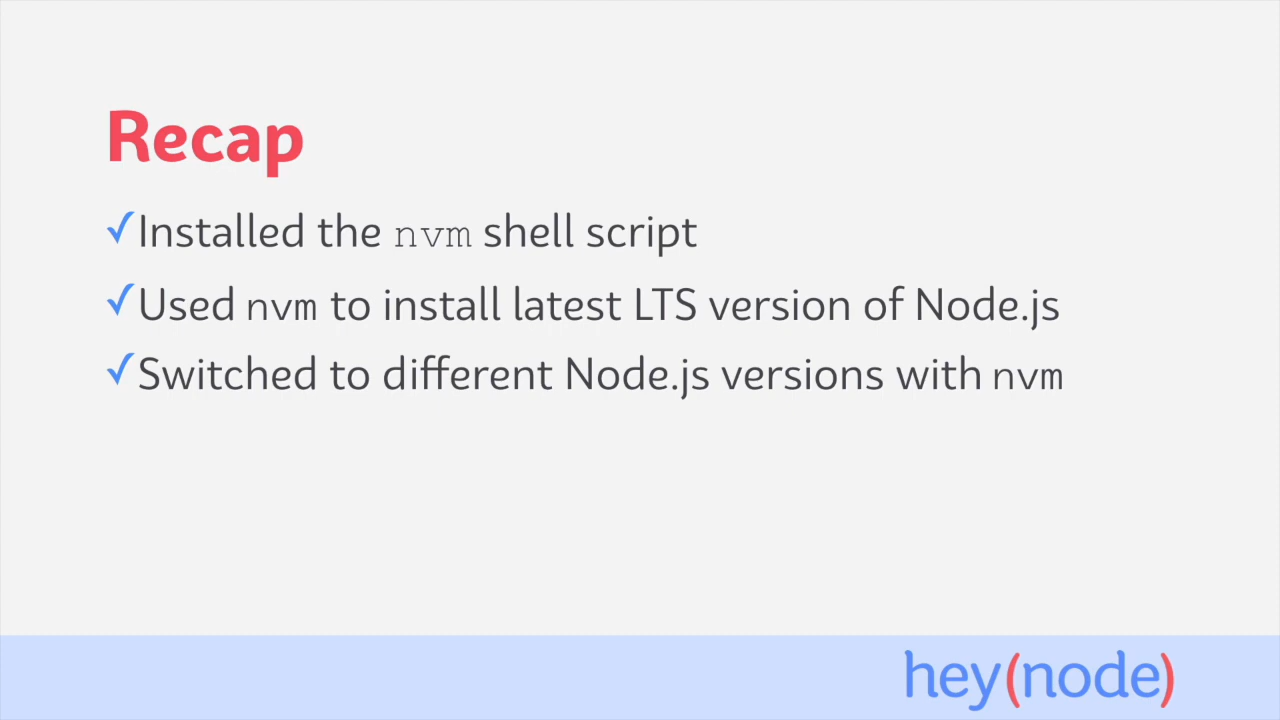 Recap
✓Installed the nvm shell script
✓Used nvm to install latest LTS version of Node.js
✓Switched to different Node.js versions with nvm
hey(node)